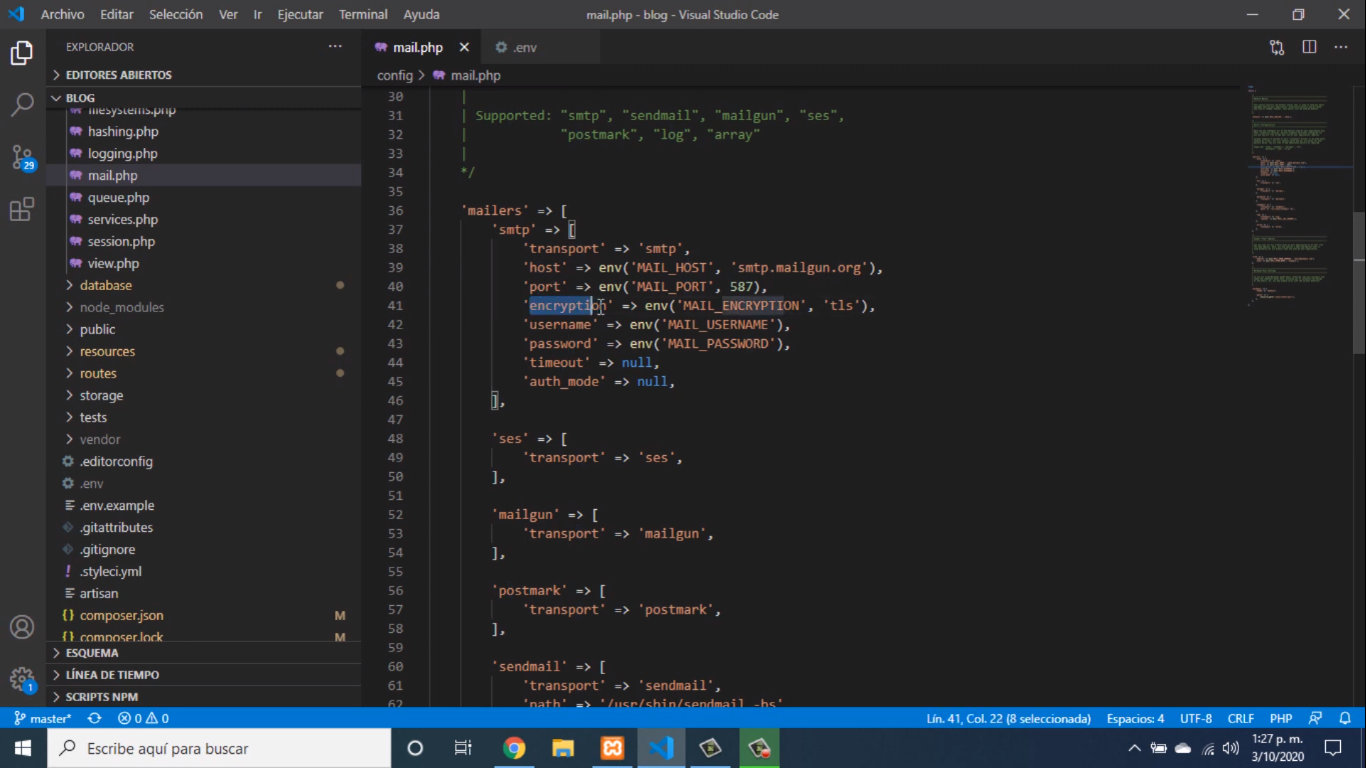 Archivo Editar Selección Ver Ir Ejecutar Terminal Ayuda
mail.php - blog - Visual Studio Code
EXPLORADOR
EDITORES ABIERTOS
BLOG
filesystems.php
hashing.php
logging.php
mail.php
queue.php
services.php
session.php
view.php
database
node_modules
public
resources
routes
storage
tests
vendor
.editorconfig
.env
.env.example
.gitattributes
.gitignore
.styleci.yml
artisan
composer.json M
composer.lock M
ESQUEMA
LÍNEA DE TIEMPO
SCRIPTS NPM
29
1
mail.php .env
config > mail.php
30 |
31 | Supported: "smtp", "sendmail", "mailgun", "ses",
32 | "postmark", "log", "array"
33 |
34 */
35
36 'mailers' => [
37 'smtp' => [
38 'transport' => 'smtp',
39 'host' => env('MAIL_HOST', 'smtp.mailgun.org'),
40 'port' => env('MAIL_PORT', 587),
41 'encryption' => env('MAIL_ENCRYPTION', 'tls'),
42 'username' => env('MAIL_USERNAME'),
43 'password' => env('MAIL_PASSWORD'),
44 'timeout' => null,
45 'auth_mode' => null,
46 ],
47
48 'ses' => [
49 'transport' => 'ses',
50 ],
51
52 'mailgun' => [
53 'transport' => 'mailgun',
54 ],
55
56 'postmark' => [
57 'transport' => 'postmark',
58 ],
59
60 'sendmail' => [
61 'transport' => 'sendmail',
62 'path' => '/usr/sbin/sendmail -bs'
master* 0 0
Lín. 41, Col. 22 (8 seleccionada) Espacios: 4 UTF-8 CRLF PHP
Escribe aquí para buscar
1:27 p. m.
3/10/2020